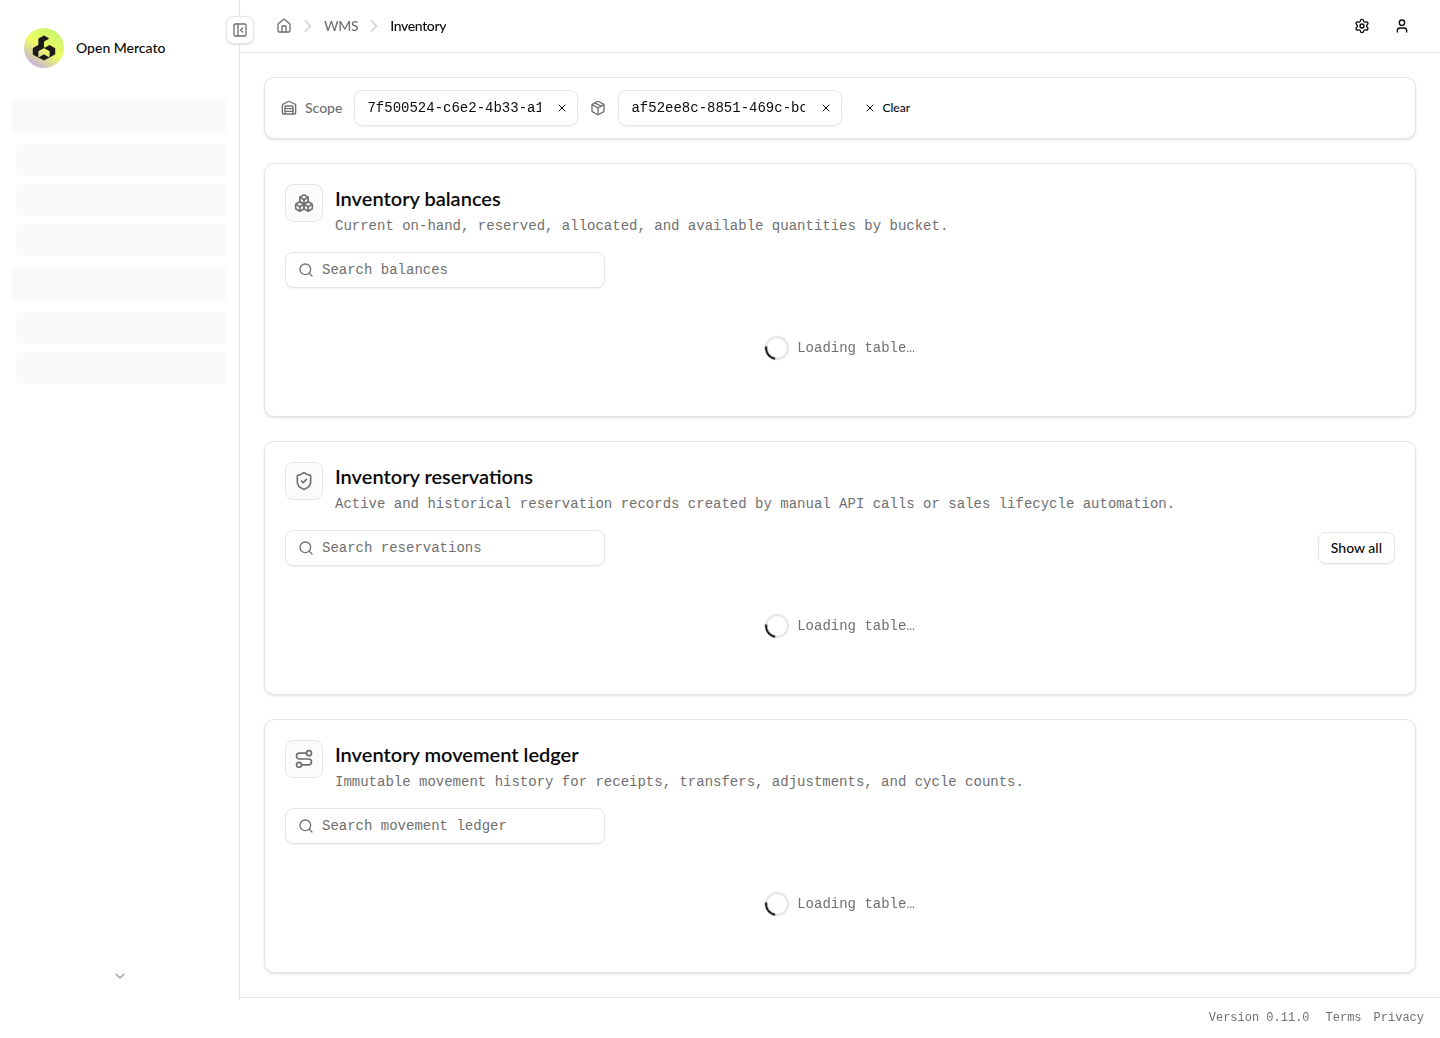 Open Mercato
WMS
Inventory
Scope
7f500524-c6e2-4b33-a1
af52ee8c-8851-469c-bc
Clear
Inventory balances
Current on-hand, reserved, allocated, and available quantities by bucket.
Search balances
Loading table…
Inventory reservations
Active and historical reservation records created by manual API calls or sales lifecycle automation.
Search reservations
Show all
Loading table…
Inventory movement ledger
Immutable movement history for receipts, transfers, adjustments, and cycle counts.
Search movement ledger
Loading table…
Version 0.11.0
Terms
Privacy